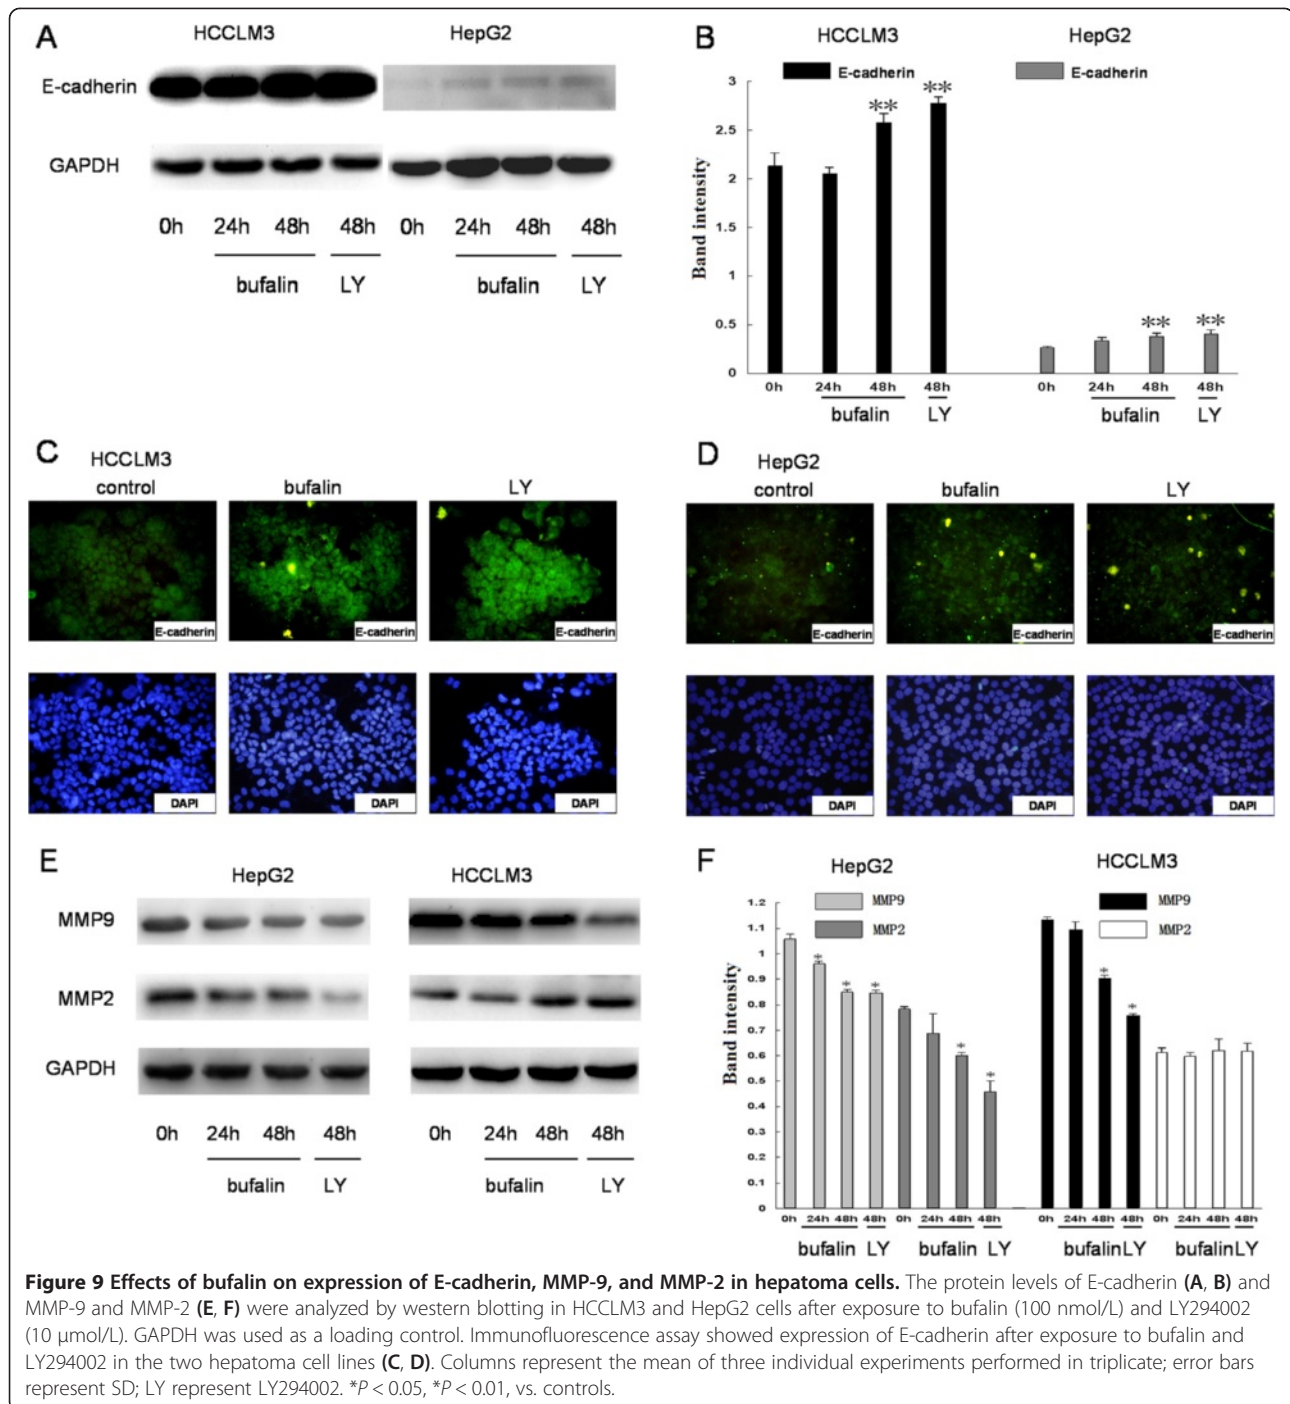 A
HCCLM3 HepG2
E-cadherin
GAPDH
0h 24h 48h 48h 0h 24h 48h 48h
bufalin LY bufalin LY
B
HCCLM3 HepG2
E-cadherin E-cadherin
Band intensity
3
2.5
2
1.5
1
0.5
0
** ** ** **
0h 24h 48h 48h 0h 24h 48h 48h
bufalin LY bufalin LY
C
HCCLM3
control bufalin LY
E-cadherin E-cadherin E-cadherin
DAPI DAPI DAPI
D
HepG2
control bufalin LY
E-cadherin E-cadherin E-cadherin
DAPI DAPI DAPI
E
HepG2 HCCLM3
MMP9
MMP2
GAPDH
0h 24h 48h 48h 0h 24h 48h 48h
bufalin LY bufalin LY
F
HepG2 HCCLM3
MMP9 MMP9
MMP2 MMP2
Band intensity
1.2
1.1
1
0.9
0.8
0.7
0.6
0.5
0.4
0.3
0.2
0.1
0
* * * * * * *
0h 24h 48h 48h 0h 24h 48h 48h 0h 24h 48h 48h 0h 24h 48h 48h
bufalin LY bufalin LY bufalin LY bufalin LY
Figure 9 Effects of bufalin on expression of E-cadherin, MMP-9, and MMP-2 in hepatoma cells. The protein levels of E-cadherin (A, B) and
MMP-9 and MMP-2 (E, F) were analyzed by western blotting in HCCLM3 and HepG2 cells after exposure to bufalin (100 nmol/L) and LY294002
(10 μmol/L). GAPDH was used as a loading control. Immunofluorescence assay showed expression of E-cadherin after exposure to bufalin and
LY294002 in the two hepatoma cell lines (C, D). Columns represent the mean of three individual experiments performed in triplicate; error bars
represent SD; LY represent LY294002. *P < 0.05, *P < 0.01, vs. controls.